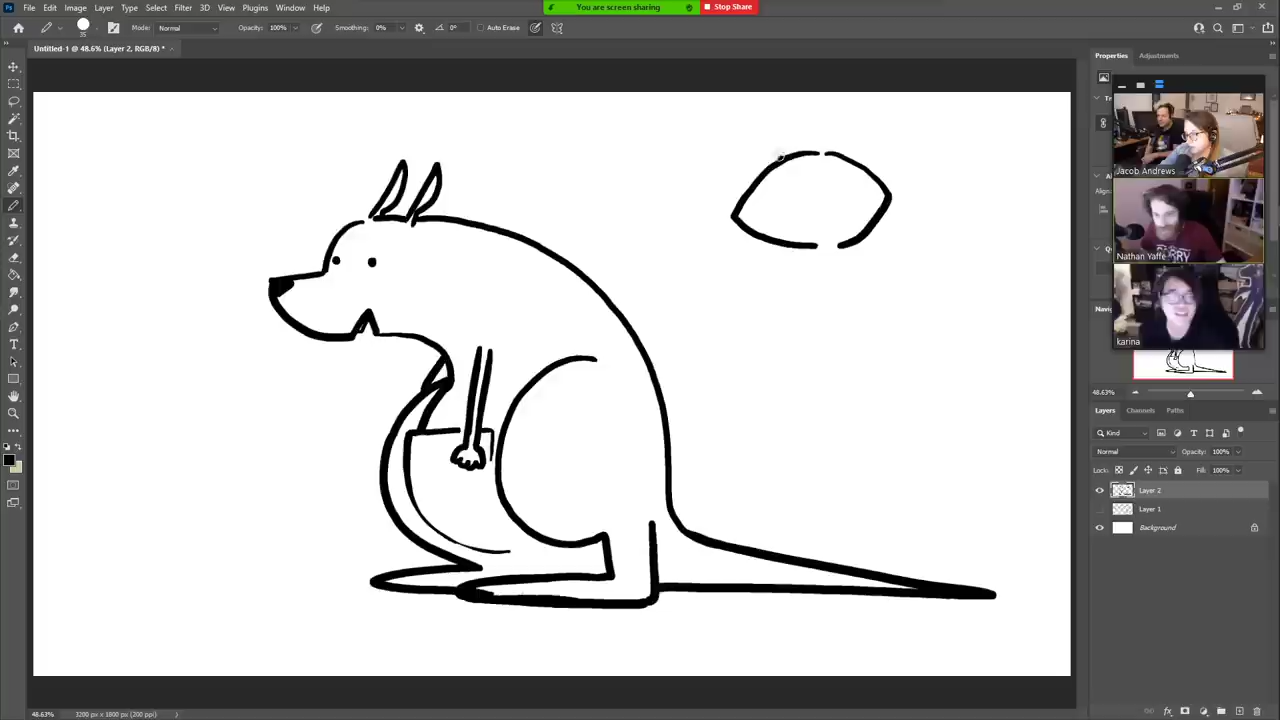 File Edit Image Layer Type Select Filter 3D View Plugins Window Help
You are screen sharing
Stop Share
Mode: Normal Opacity: 100% Smoothing: 0% 0° Auto Erase
35
Untitled-1 @ 48.6% (Layer 2, RGB/8) *
Properties Adjustments
Jacob Andrews
Nathan Yaffe
karina
48.63%
Layers Channels Paths
Kind
Normal Opacity: 100%
Lock: Fill: 100%
Layer 2
Layer 1
Background
48.63% 3200 px x 1800 px (200 ppi)